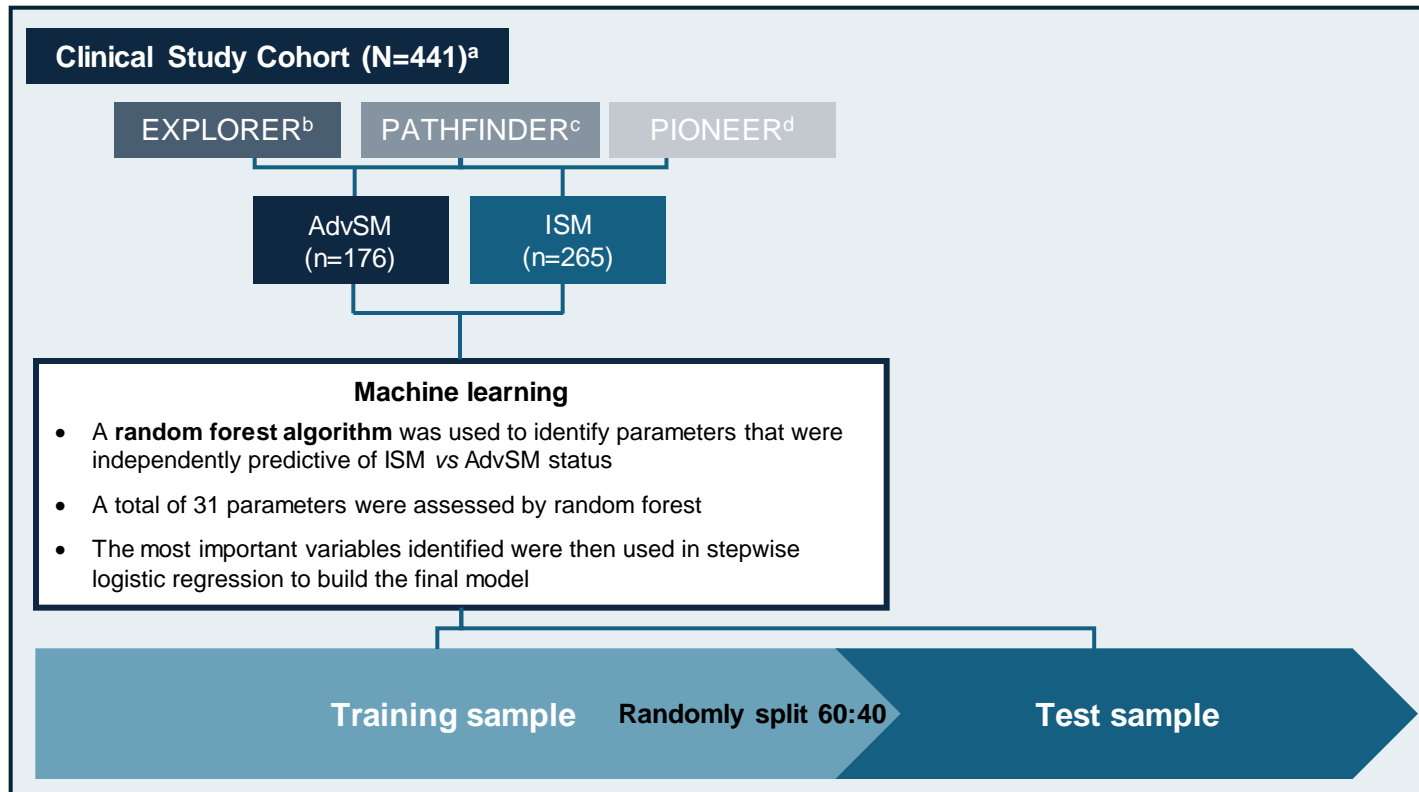 Clinical Study Cohort (N=441)ᵃ
EXPLORERᵇ
PATHFINDERᶜ
PIONEERᵈ
AdvSM
(n=176)
ISM
(n=265)
Machine learning
• A random forest algorithm was used to identify parameters that were
independently predictive of ISM vs AdvSM status
• A total of 31 parameters were assessed by random forest
• The most important variables identified were then used in stepwise
logistic regression to build the final model
Training sample
Randomly split 60:40
Test sample